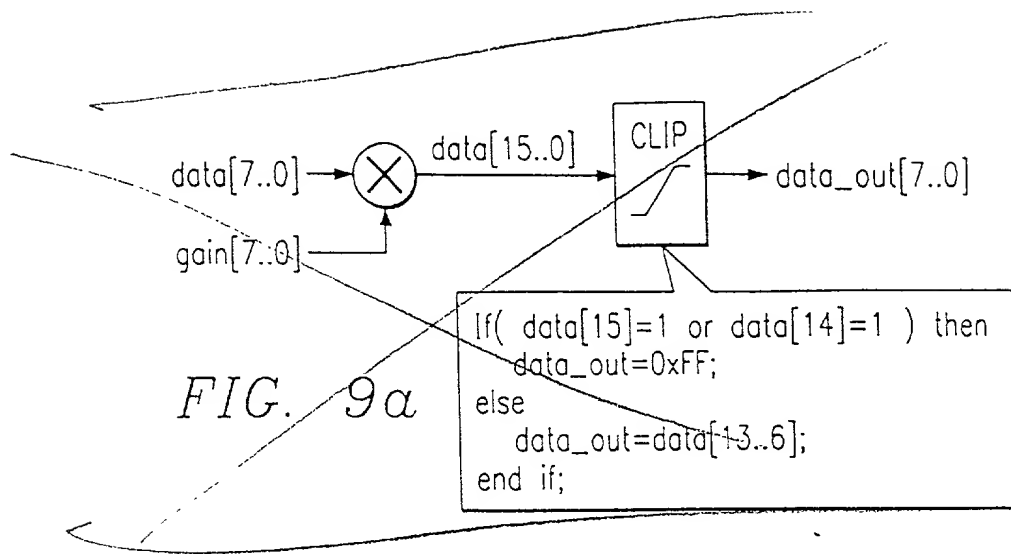 CLIP
data[15..0]
data[7..0]
data_out[7..0]
gain[7..0]
If( data[15]=1 or data[14]=1 ) then
data_out=0xFF;
else
data_out=data[13..6];
end if;
FIG. 9a